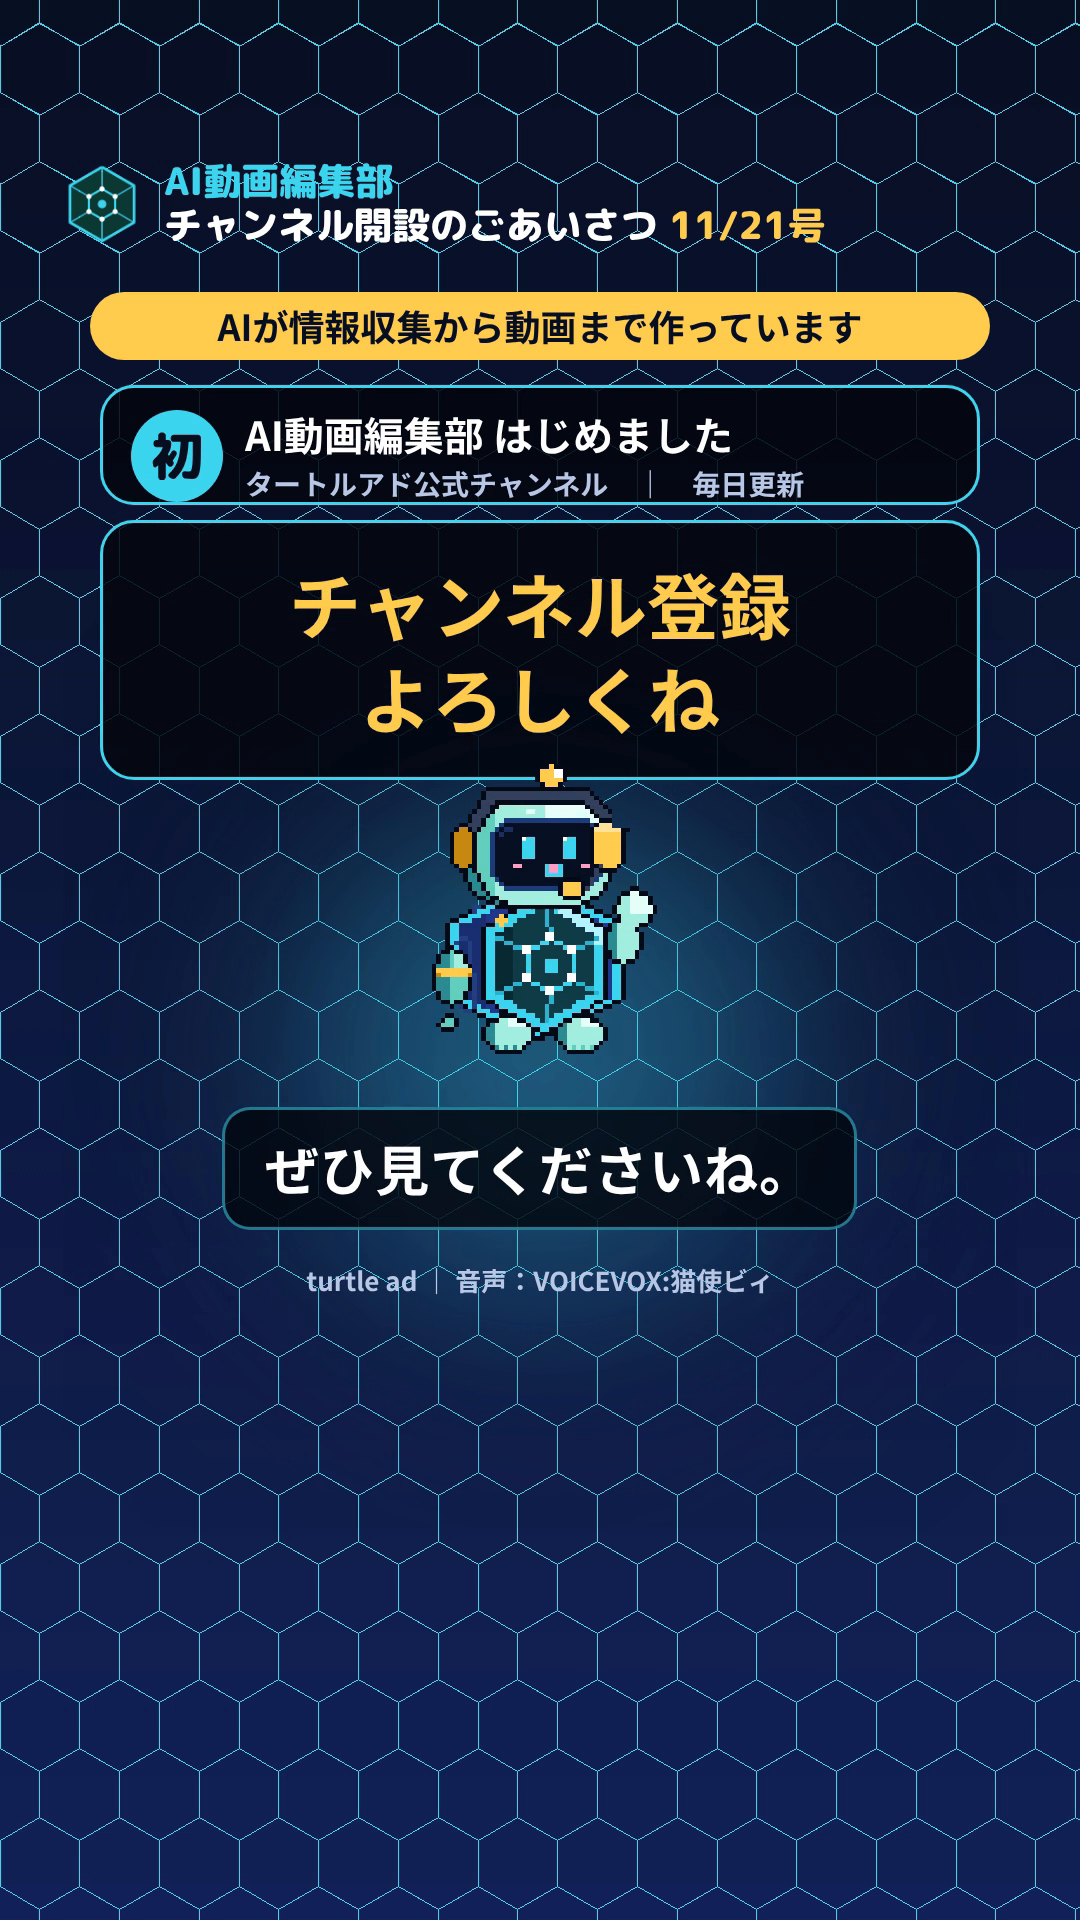 AI動画編集部
チャンネル開設のごあいさつ 11/21号
AIが情報収集から動画まで作っています
初
AI動画編集部 はじめました
タートルアド公式チャンネル ｜ 毎日更新
チャンネル登録
よろしくね
ぜひ見てくださいね。
turtle ad ｜ 音声：VOICEVOX:猫使ビィ